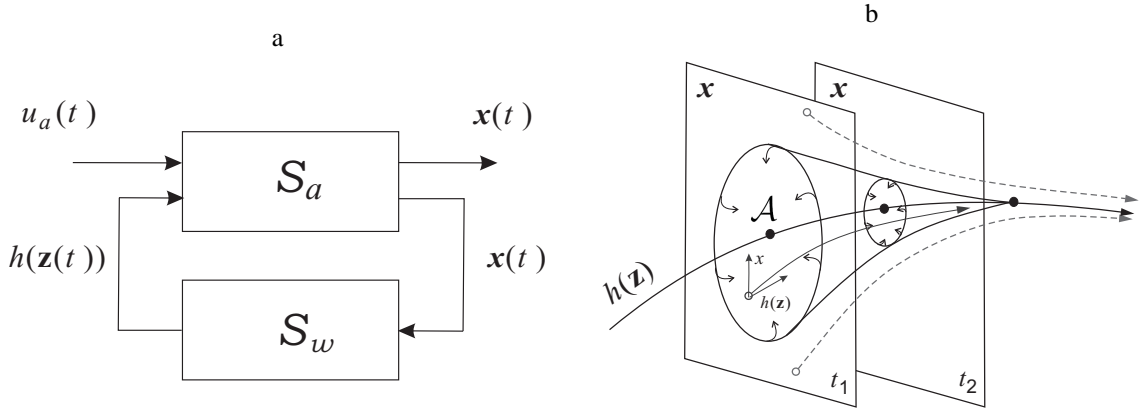 a
u_a(t)
x(t)
S_a
h(z(t))
x(t)
S_w
b
x
x
𝒜
x
h(z)
h(z)
t_1
t_2